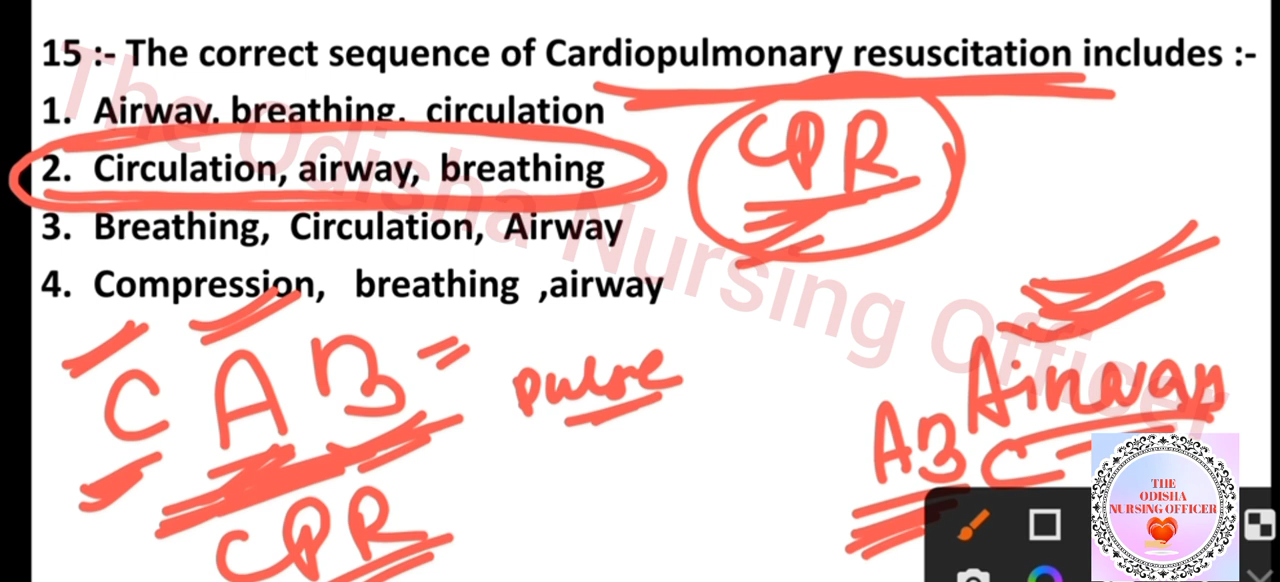 15 :- The correct sequence of Cardiopulmonary resuscitation includes :-
1. Airway, breathing, circulation
2. Circulation, airway, breathing
3. Breathing, Circulation, Airway
4. Compression, breathing ,airway
CPR
CAB =
pulse
CPR
Airway
ABC
The Odisha Nursing Officer
THE
ODISHA
NURSING OFFICER